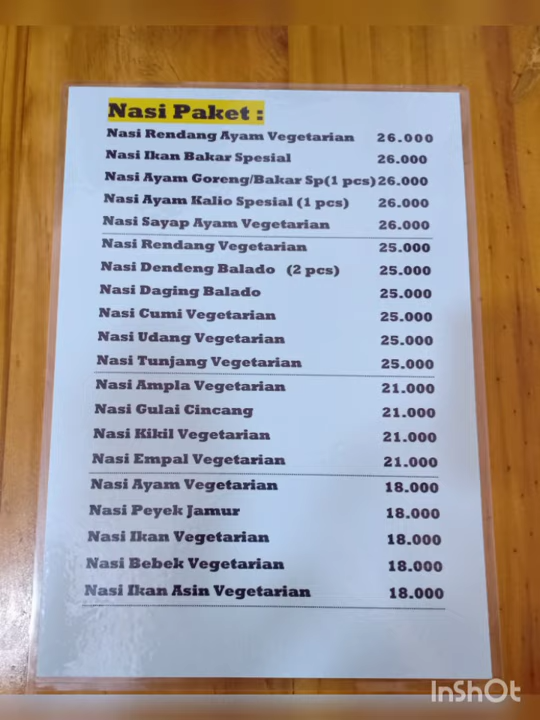 Nasi Paket :
Nasi Rendang Ayam Vegetarian 26.000
Nasi Ikan Bakar Spesial 26.000
Nasi Ayam Goreng/Bakar Sp(1 pcs) 26.000
Nasi Ayam Kalio Spesial (1 pcs) 26.000
Nasi Sayap Ayam Vegetarian 26.000
Nasi Rendang Vegetarian 25.000
Nasi Dendeng Balado (2 pcs) 25.000
Nasi Daging Balado 25.000
Nasi Cumi Vegetarian 25.000
Nasi Udang Vegetarian 25.000
Nasi Tunjang Vegetarian 25.000
Nasi Ampla Vegetarian 21.000
Nasi Gulai Cincang 21.000
Nasi Kikil Vegetarian 21.000
Nasi Empal Vegetarian 21.000
Nasi Ayam Vegetarian 18.000
Nasi Peyek Jamur 18.000
Nasi Ikan Vegetarian 18.000
Nasi Bebek Vegetarian 18.000
Nasi Ikan Asin Vegetarian 18.000
InShOt